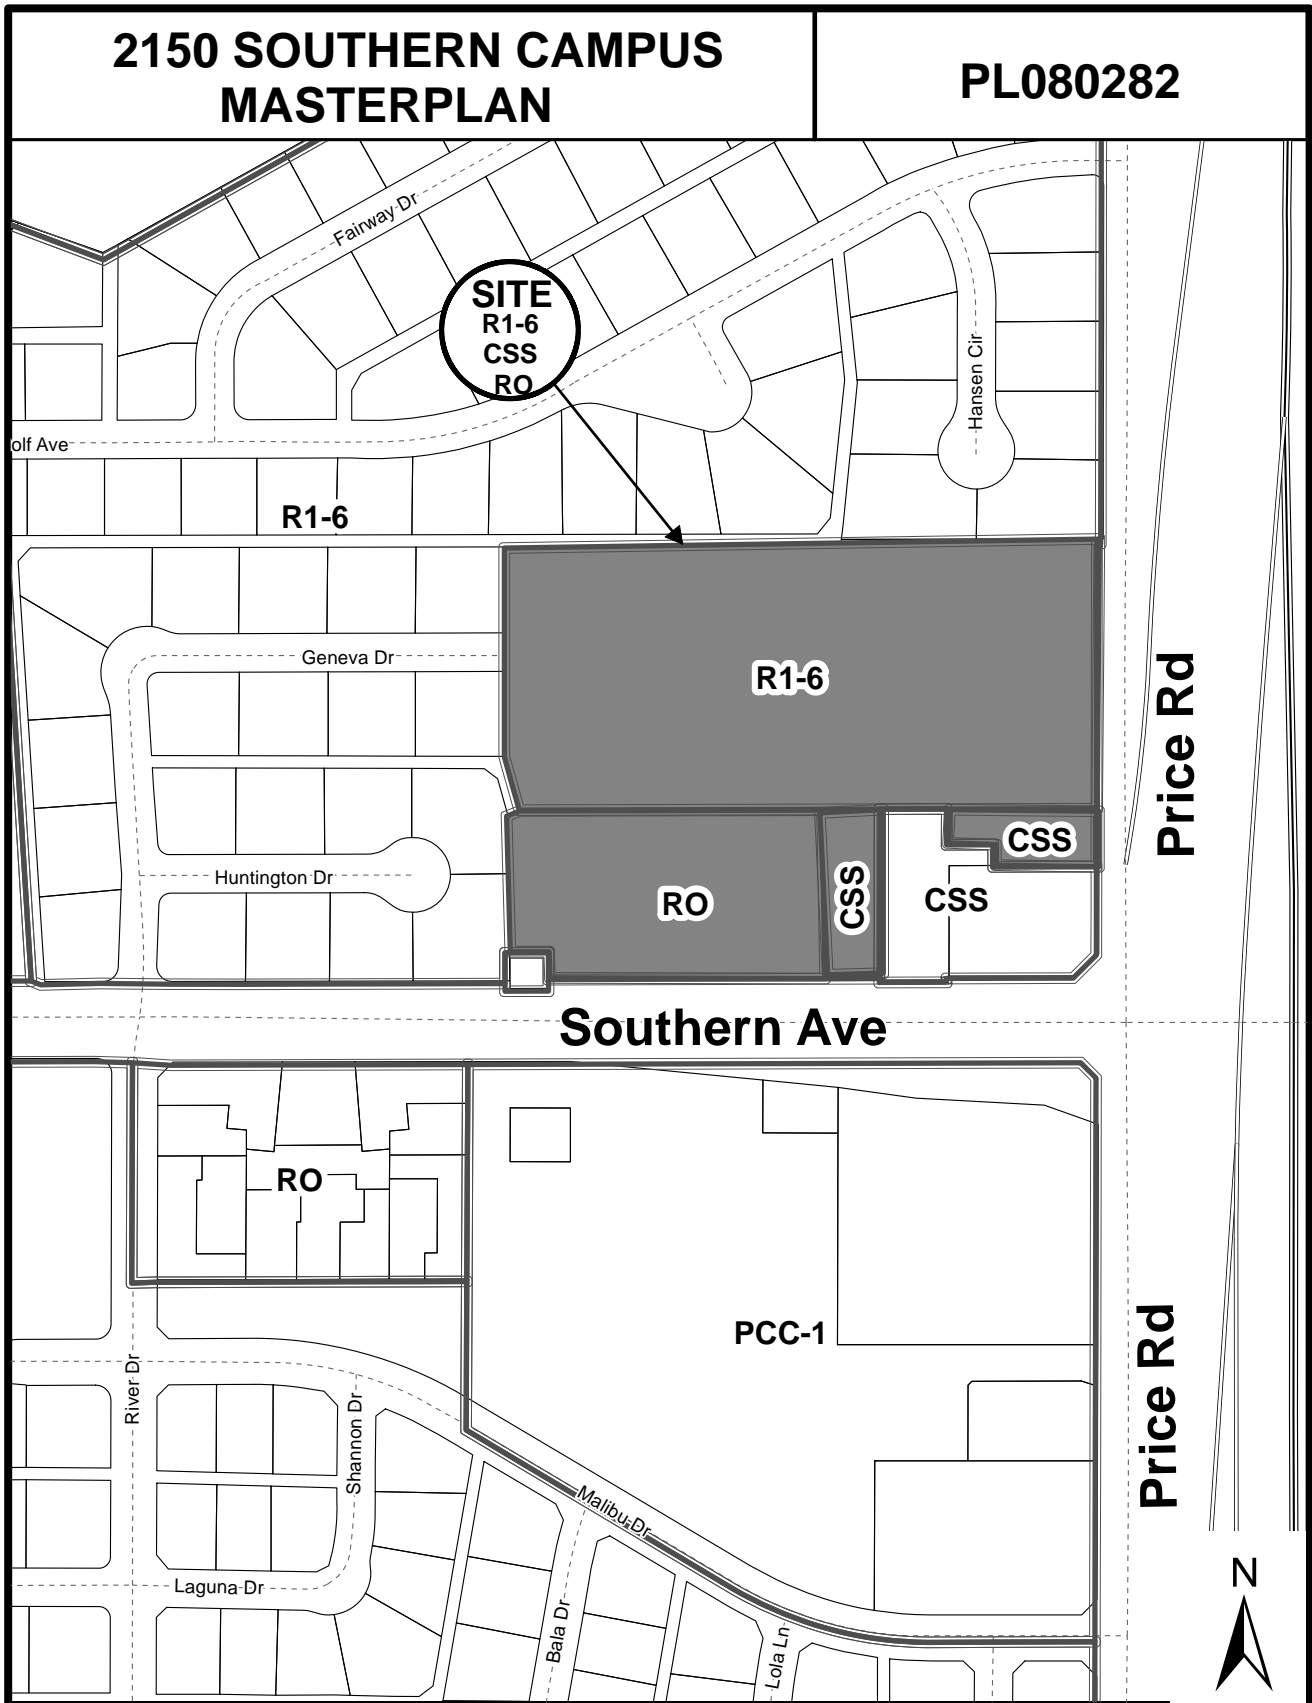 2150 SOUTHERN CAMPUS
MASTERPLAN
PL080282
Fairway Dr
SITE
R1-6
CSS
RO
Hansen Cir
olf Ave
R1-6
Geneva Dr
R1-6
Price Rd
CSS
Huntington Dr
RO
CSS
CSS
Southern Ave
RO
PCC-1
Price Rd
River Dr
Shannon Dr
Malibu Dr
Laguna Dr
Bala Dr
Lola Ln
N